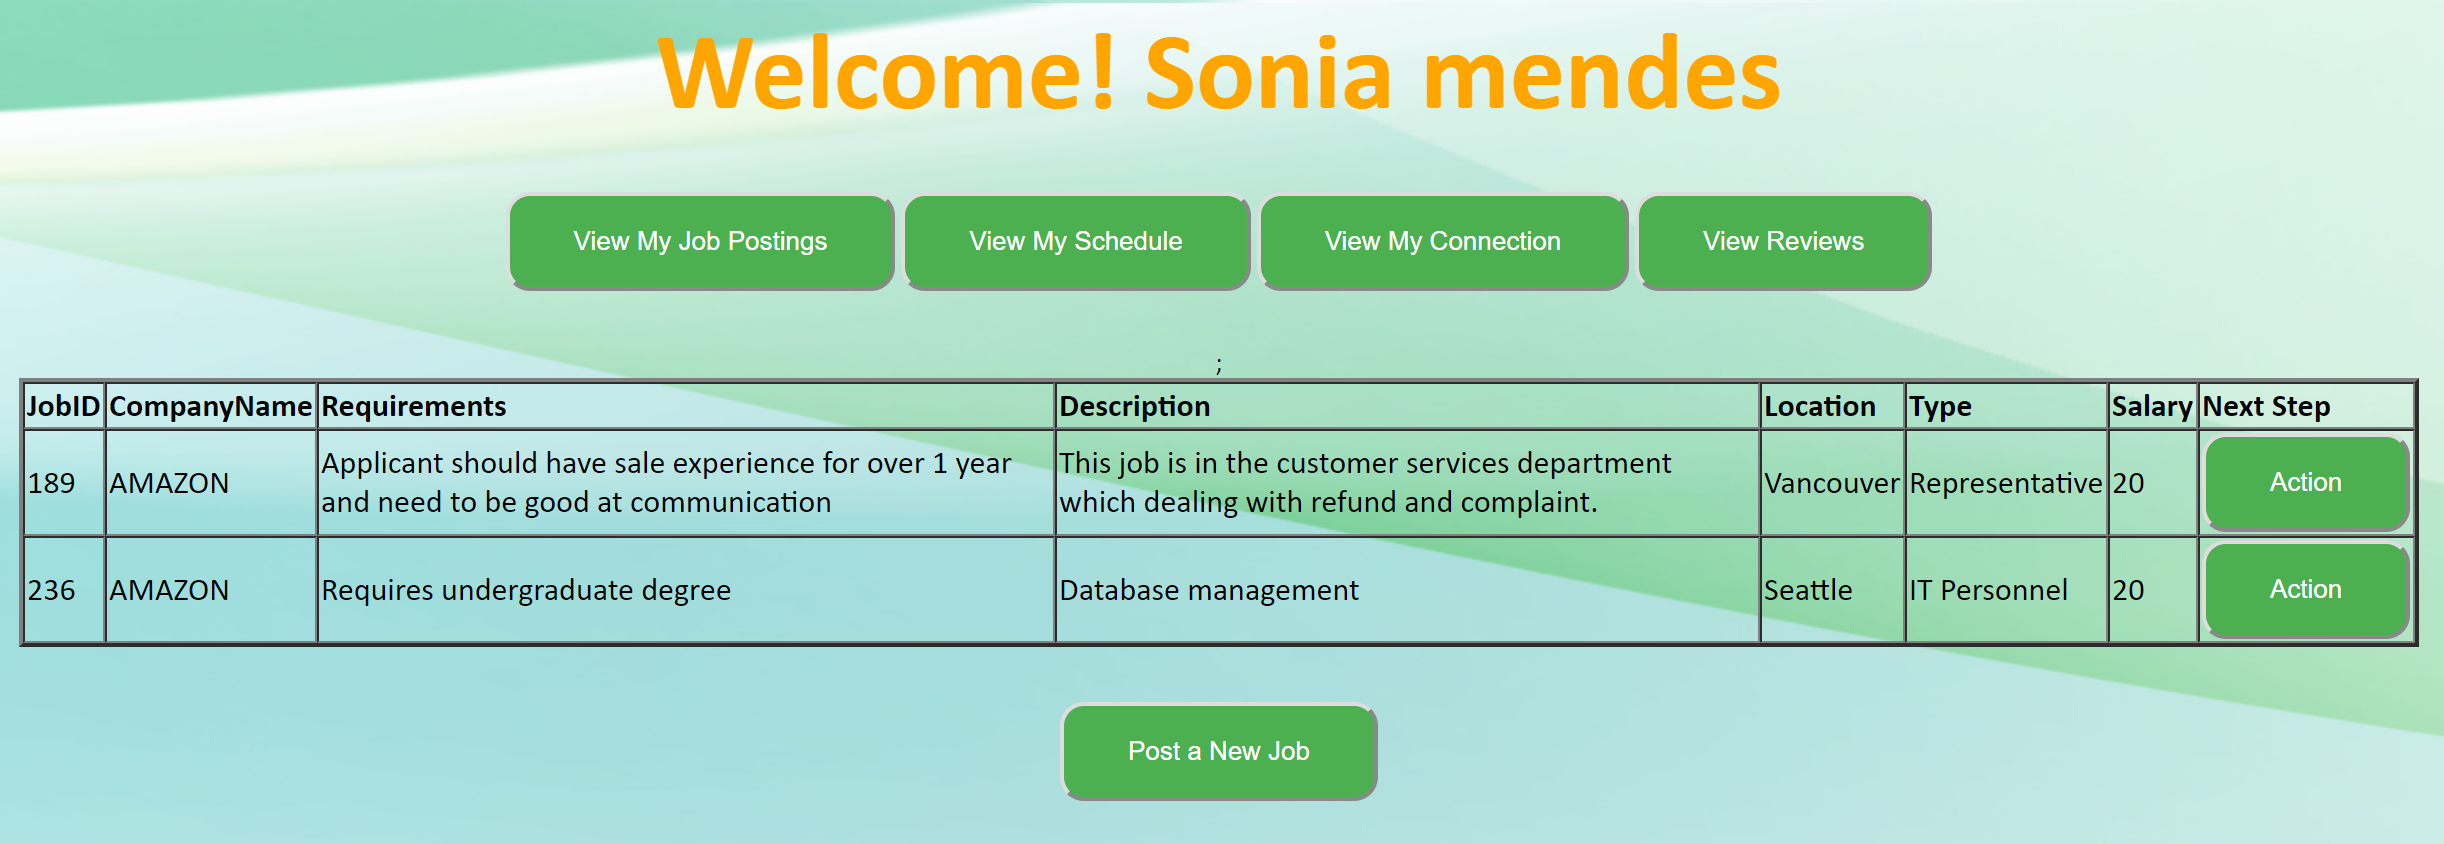 Welcome! Sonia mendes
View My Job Postings View My Schedule View My Connection View Reviews
;
JobID CompanyName Requirements Description Location Type Salary Next Step
189 AMAZON Applicant should have sale experience for over 1 year and need to be good at communication This job is in the customer services department which dealing with refund and complaint. Vancouver Representative 20 Action
236 AMAZON Requires undergraduate degree Database management Seattle IT Personnel 20 Action
Post a New Job